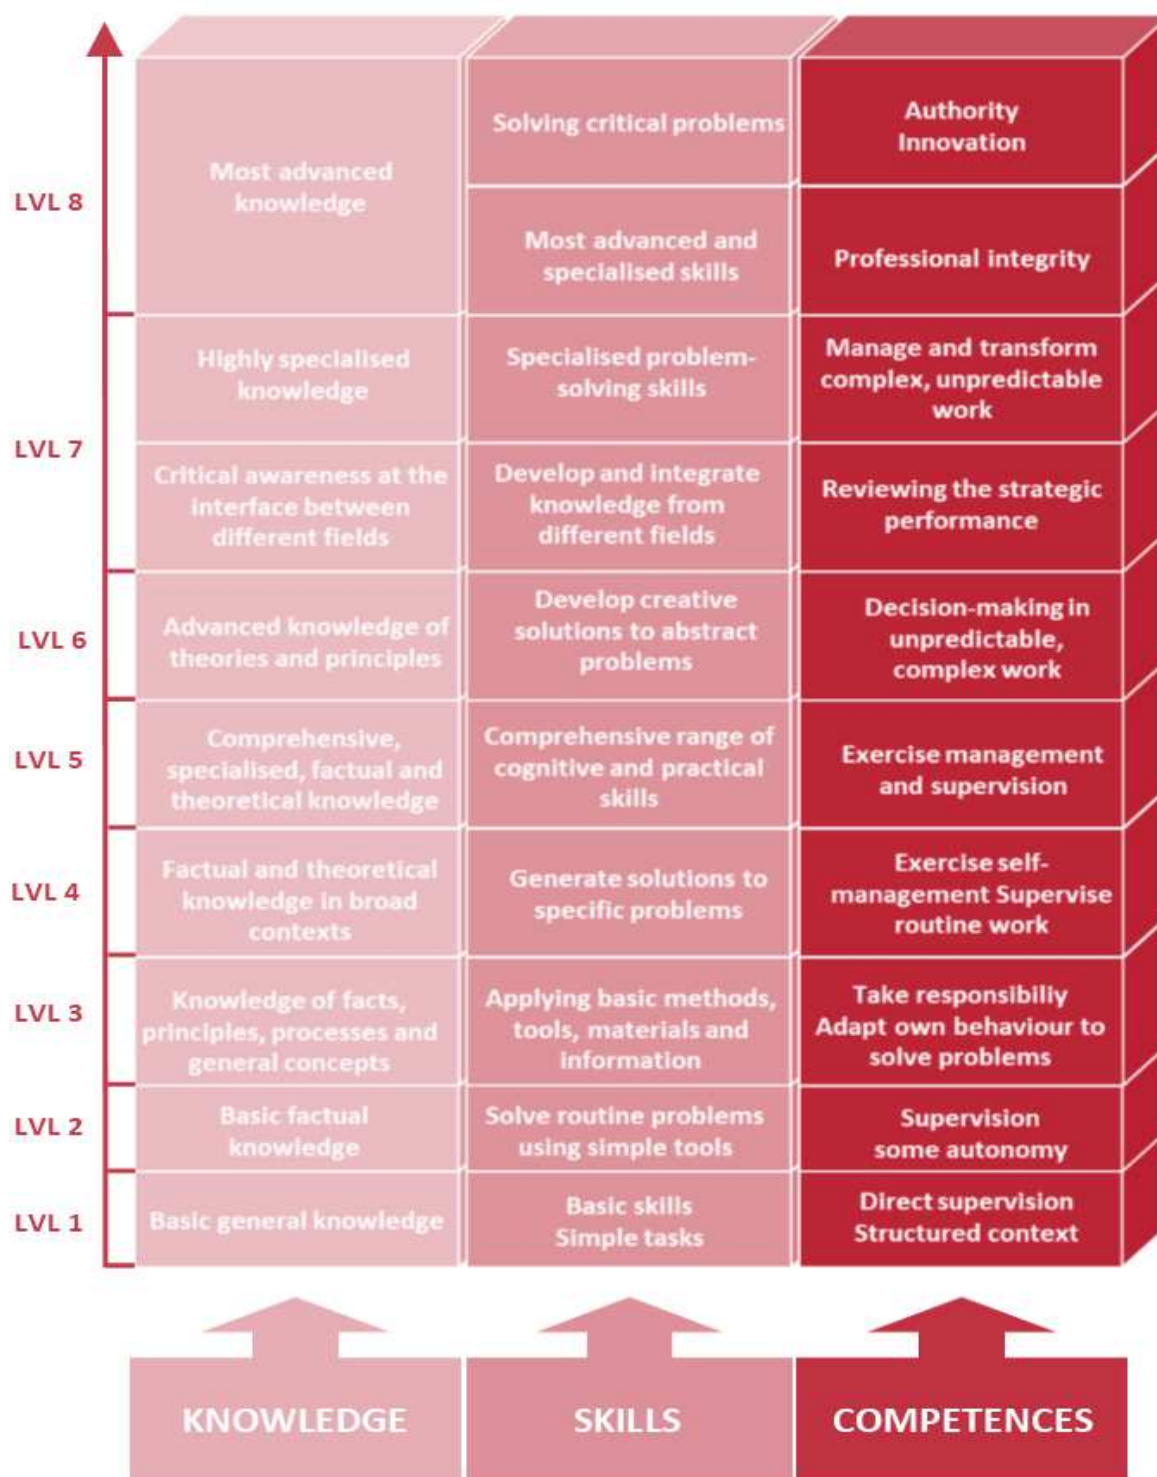 LVL 8
Most advanced
knowledge
Solving critical problems
Most advanced and
specialised skills
Authority
Innovation
Professional integrity
LVL 7
Highly specialised
knowledge
Specialised problem-
solving skills
Manage and transform
complex, unpredictable
work
Critical awareness at the
interface between
different fields
Develop and integrate
knowledge from
different fields
Reviewing the strategic
performance
LVL 6
Advanced knowledge of
theories and principles
Develop creative
solutions to abstract
problems
Decision-making in
unpredictable,
complex work
LVL 5
Comprehensive,
specialised, factual and
theoretical knowledge
Comprehensive range of
cognitive and practical
skills
Exercise management
and supervision
LVL 4
Factual and theoretical
knowledge in broad
contexts
Generate solutions to
specific problems
Exercise self-
management Supervise
routine work
LVL 3
Knowledge of facts,
principles, processes and
general concepts
Applying basic methods,
tools, materials and
information
Take responsibiliy
Adapt own behaviour to
solve problems
LVL 2
Basic factual
knowledge
Solve routine problems
using simple tools
Supervision
some autonomy
LVL 1
Basic general knowledge
Basic skills
Simple tasks
Direct supervision
Structured context
KNOWLEDGE
SKILLS
COMPETENCES